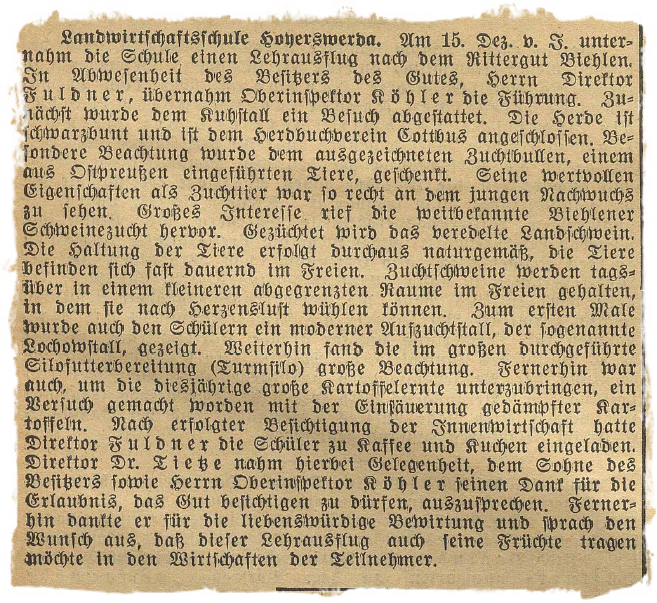 Landwirtschaftsschule Hoyerswerda. Am 15. Dez. v. J. unter-
nahm die Schule einen Lehrausflug nach dem Rittergut Biehlen.
In Abwesenheit des Besitzers des Gutes, Herrn Direktor
Fuldner, übernahm Oberinspektor Köhler die Führung. Zu-
nächst wurde dem Kuhstall ein Besuch abgestattet. Die Herde ist
schwarzbunt und ist dem Herdbuchverein Cottbus angeschlossen. Be-
sondere Beachtung wurde dem ausgezeichneten Zuchtbullen, einem
aus Ostpreußen eingeführten Tiere, geschenkt. Seine wertvollen
Eigenschaften als Zuchttier war so recht an dem jungen Nachwuchs
zu sehen. Großes Interesse rief die weitbekannte Biehlener
Schweinezucht hervor. Gezüchtet wird das veredelte Landschwein.
Die Haltung der Tiere erfolgt durchaus naturgemäß, die Tiere
befinden sich fast dauernd im Freien. Zuchtschweine werden tags-
über in einem kleineren abgegrenzten Raume im Freien gehalten,
in dem sie nach Herzenslust wühlen können. Zum ersten Male
wurde auch den Schülern ein moderner Aufzuchtstall, der sogenannte
Lochowstall, gezeigt. Weiterhin fand die im großen durchgeführte
Silofutterbereitung (Turmsilo) große Beachtung. Fernerhin war
auch, um die diesjährige große Kartoffelernte unterzubringen, ein
Versuch gemacht worden mit der Einsäuerung gedämpfter Kar-
toffeln. Nach erfolgter Besichtigung der Innenwirtschaft hatte
Direktor Fuldner die Schüler zu Kaffee und Kuchen eingeladen.
Direktor Dr. Tietze nahm hierbei Gelegenheit, dem Sohne des
Besitzers sowie Herrn Oberinspektor Köhler seinen Dank für die
Erlaubnis, das Gut besichtigen zu dürfen, auszusprechen. Ferner-
hin dankte er für die liebenswürdige Bewirtung und sprach den
Wunsch aus, daß dieser Lehrausflug auch seine Früchte tragen
möchte in den Wirtschaften der Teilnehmer.